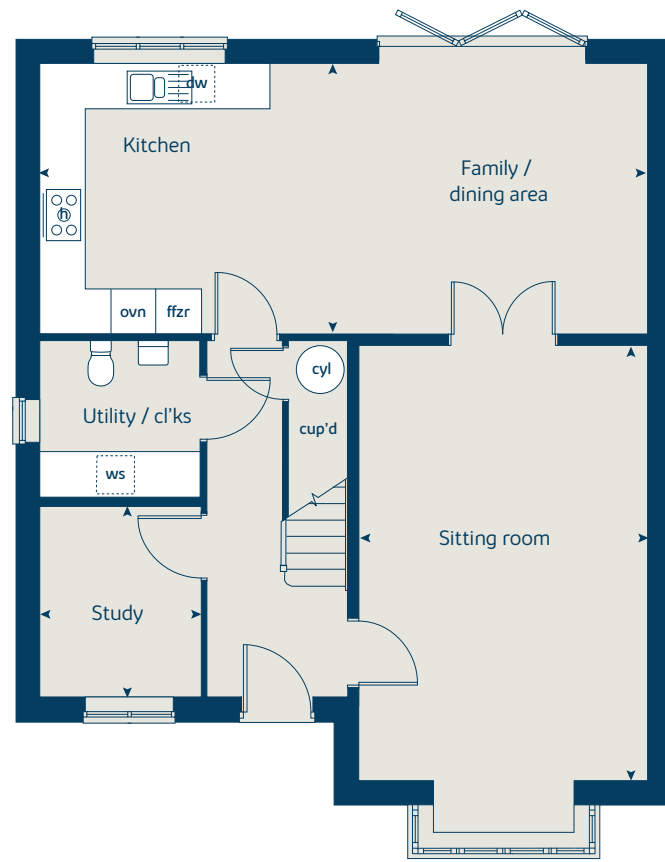 dw
Kitchen
Family /
dining area
h
ovn
ffzr
cyl
Utility / cl'ks
cup'd
ws
Sitting room
Study